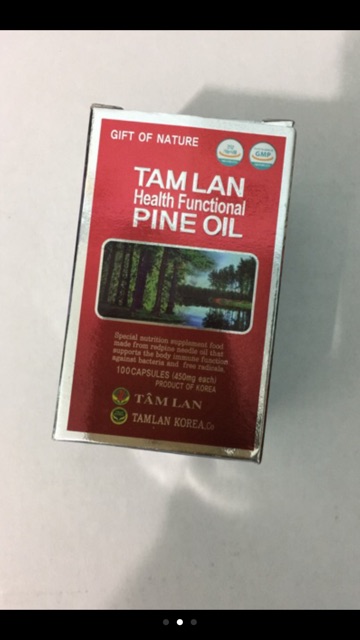 GIFT OF NATURE
GMP
TAM LAN
Health Functional
PINE OIL
Special nutrition supplement food
made from redpine needle oil that
supports the body immune function
against bacteria and free radicals
100CAPSULES (450mg each)
PRODUCT OF KOREA
TÂM LAN
TAMLAN KOREA.Co